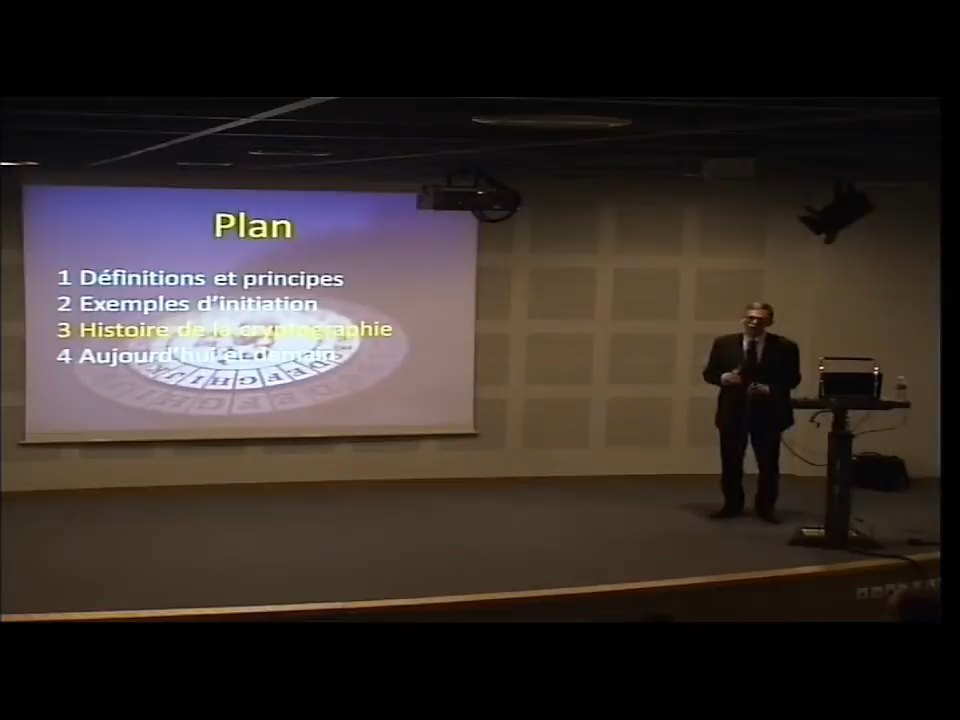 Plan
1 Définitions et principes
2 Exemples d'initiation
3 Histoire de la cryptographie
4 Aujourd'hui et demain